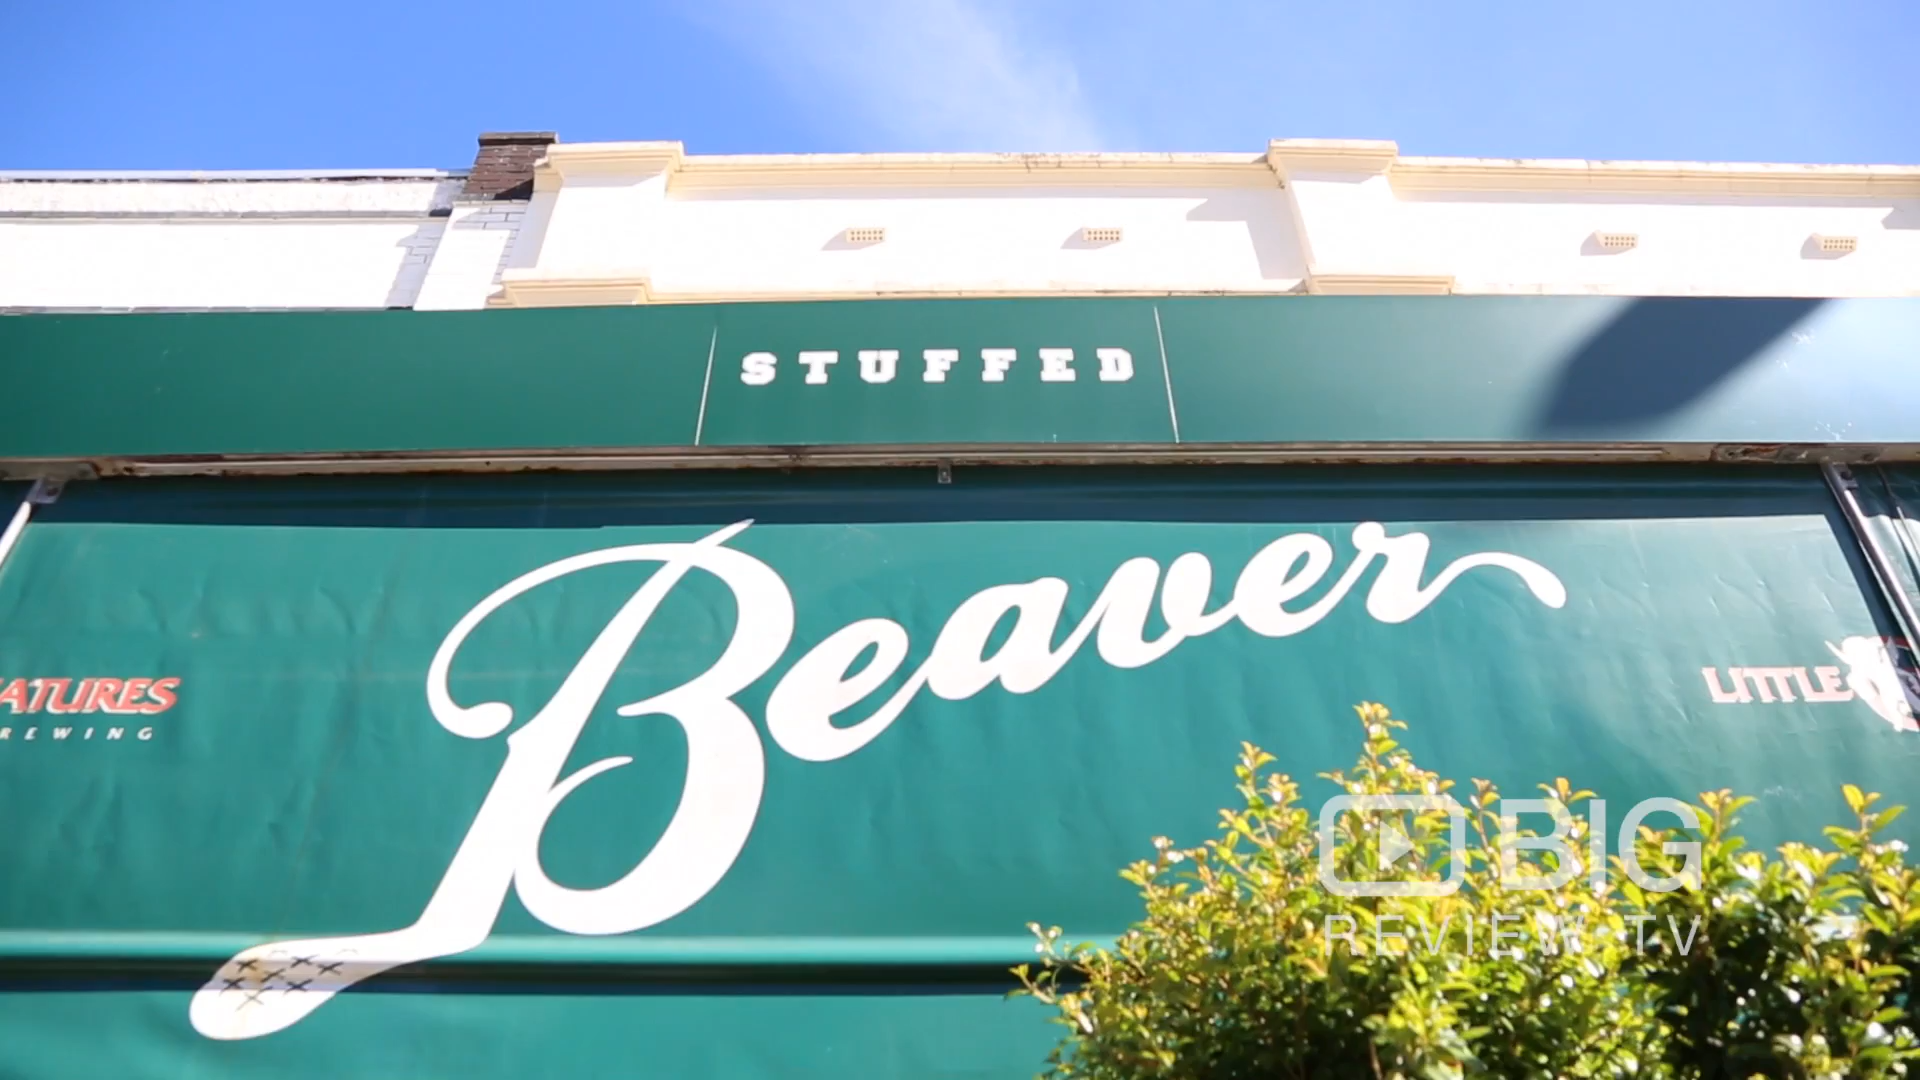 STUFFED
Beaver
ATURES
REWING
LITTLE
BIG
REVIEW TV